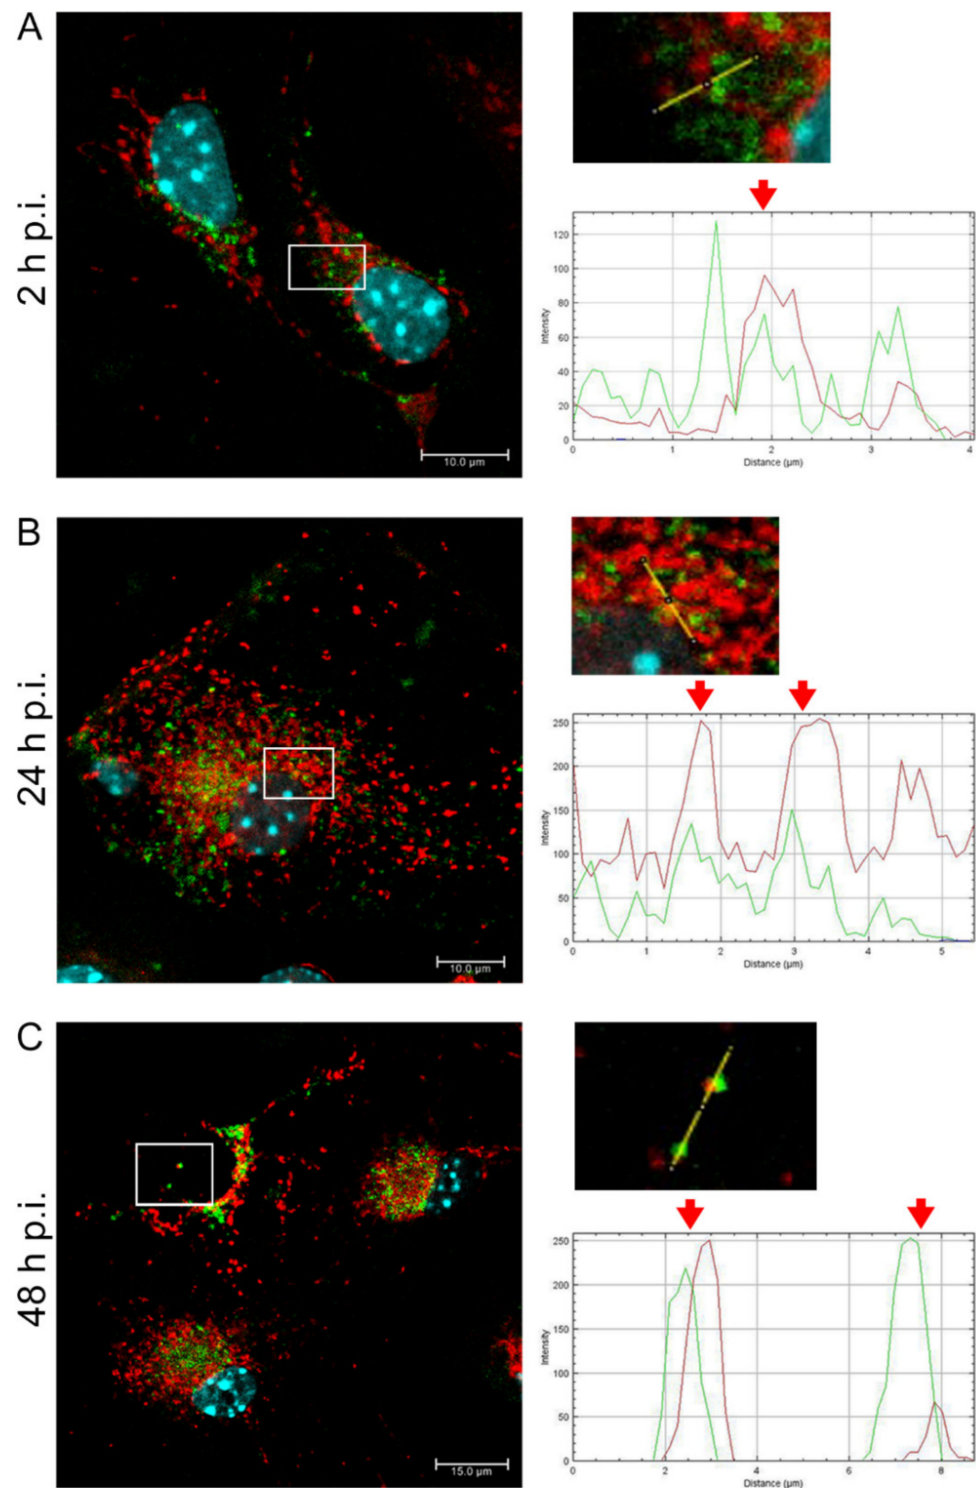 A
2 h p.i.
10.0 µm
Intensity
120
100
80
60
40
20
0
0 1 2 3 4
Distance (µm)
B
24 h p.i.
10.0 µm
Intensity
250
200
150
100
50
0
0 1 2 3 4 5
Distance (µm)
C
48 h p.i.
15.0 µm
Intensity
250
200
150
100
50
0
0 2 4 6 8
Distance (µm)